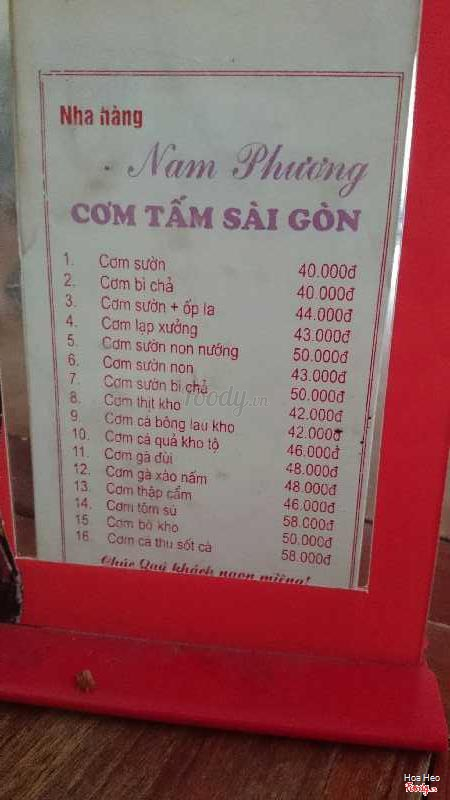 Nhà hàng
Nam Phương
CƠM TẤM SÀI GÒN
1. Cơm sườn 40.000đ
2. Cơm bì chả 40.000đ
3. Cơm sườn + ốp la 44.000đ
4. Cơm lạp xưởng 43.000đ
5. Cơm sườn non nướng 50.000đ
6. Cơm sườn non 43.000đ
7. Cơm sườn bì chả 50.000đ
8. Cơm thịt kho 42.000đ
9. Cơm cá bông lau kho 42.000đ
10. Cơm cá quả kho tộ 46.000đ
11. Cơm gà đùi 48.000đ
12. Cơm gà xào nấm 48.000đ
13. Cơm thập cẩm 46.000đ
14. Cơm tôm sú 58.000đ
15. Cơm bò kho 50.000đ
16. Cơm cá thu sốt cà 58.000đ
Chúc Quý khách ngon miệng!
foody.vn
Hoa Heo
Foody.vn